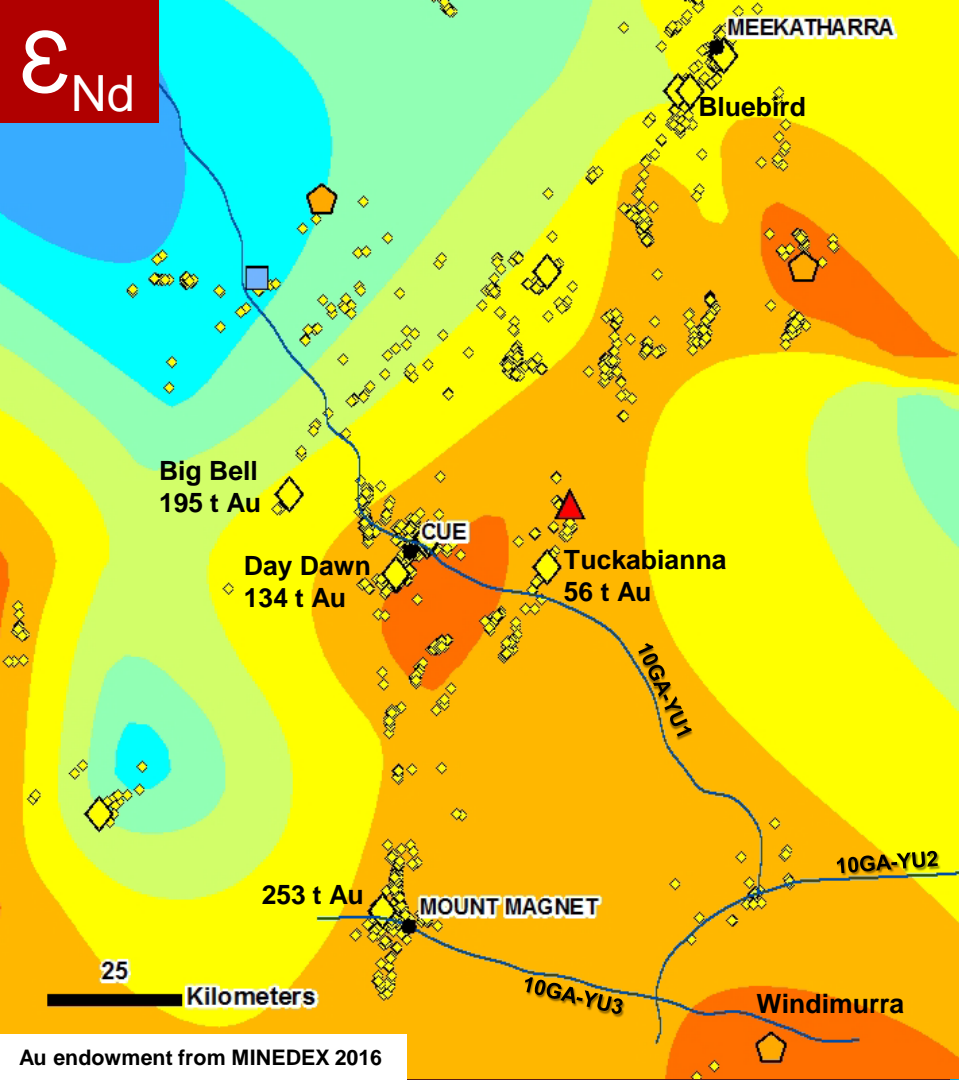 εNd
MEEKATHARRA
Bluebird
Big Bell
195 t Au
CUE
Day Dawn
134 t Au
Tuckabianna
56 t Au
10GA-YU1
10GA-YU2
253 t Au
MOUNT MAGNET
25
Kilometers
10GA-YU3
Windimurra
Au endowment from MINEDEX 2016